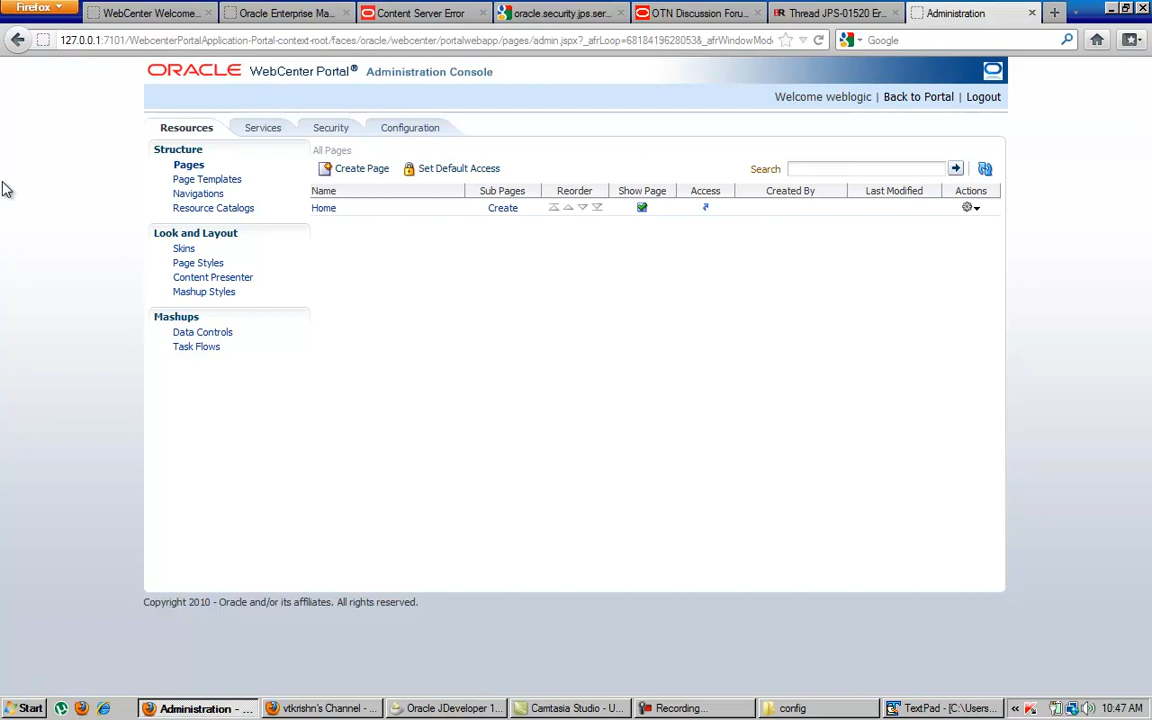 Firefox
WebCenter Welcome...
Oracle Enterprise Ma...
Content Server Error
oracle.security.jps.ser...
OTN Discussion Foru...
Thread JPS-01520 Er...
Administration
127.0.0.1:7101/WebcenterPortalApplication-Portal-context-root/faces/oracle/webcenter/portalwebapp/pages/admin.jspx?_afrLoop=6818419628053&_afrWindowMod
Google
ORACLE WebCenter Portal® Administration Console
Welcome weblogic | Back to Portal | Logout
Resources
Services
Security
Configuration
Structure
Pages
Page Templates
Navigations
Resource Catalogs
Look and Layout
Skins
Page Styles
Content Presenter
Mashup Styles
Mashups
Data Controls
Task Flows
All Pages
Create Page
Set Default Access
Search
Name Sub Pages Reorder Show Page Access Created By Last Modified Actions
Home Create
Copyright 2010 - Oracle and/or its affiliates. All rights reserved.
Start
Administration - ...
vtkrishn's Channel - ...
Oracle JDeveloper 1...
Camtasia Studio - U...
Recording...
config
TextPad - [C:\Users...
10:47 AM